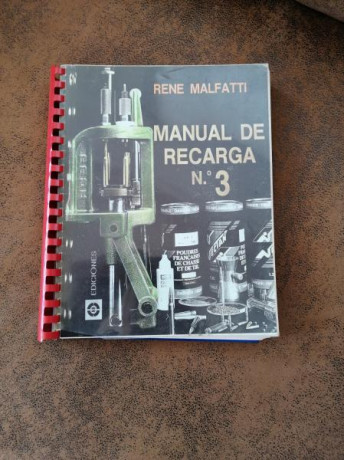 RENE MALFATTI
MANUAL DE
RECARGA
N.° 3
POUDRES
FRANÇAISES
DE CHASSE
ET DE TIR
EDICIONES